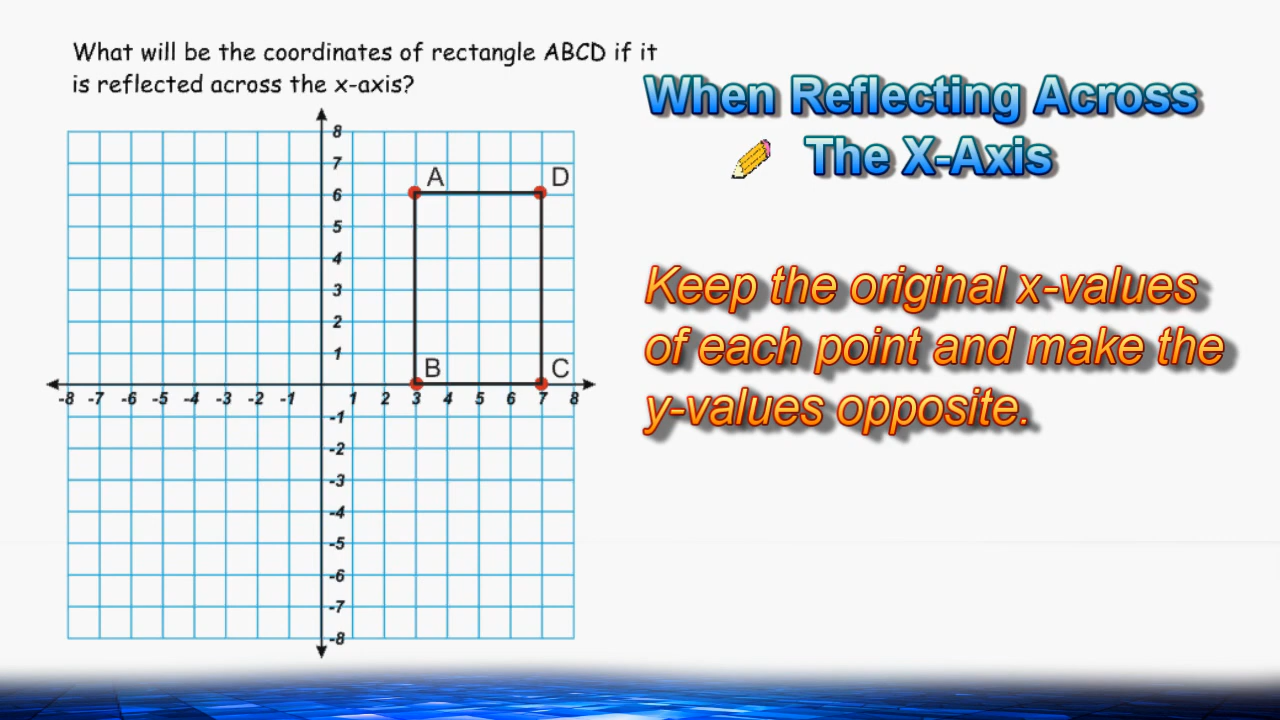 What will be the coordinates of rectangle ABCD if it
is reflected across the x-axis?
When Reflecting Across
The X-Axis
Keep the original x-values
of each point and make the
y-values opposite.
8
7
A
D
6
5
4
3
2
1
B
C
-8 -7 -6 -5 -4 -3 -2 -1 1 2 3 4 5 6 7 8
-1
-2
-3
-4
-5
-6
-7
-8